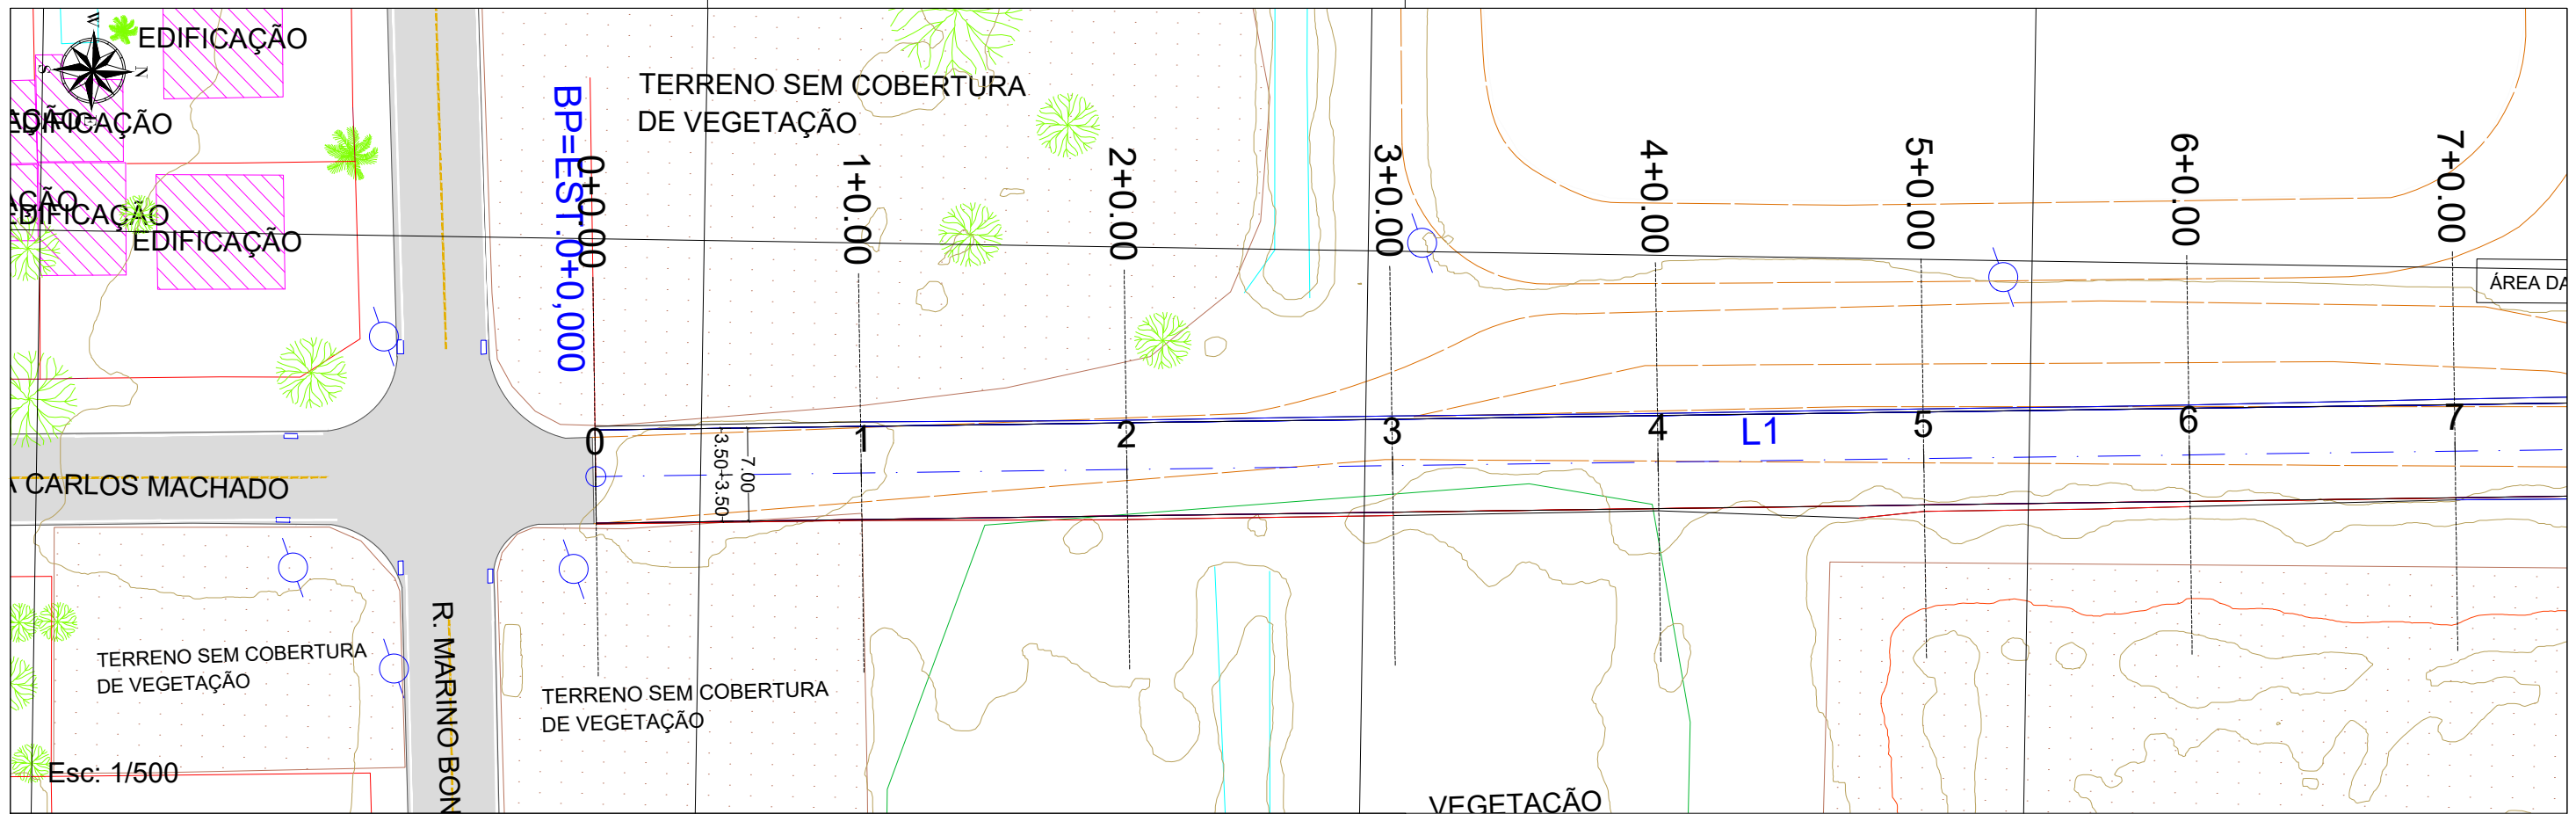 W
S
N
EDIFICAÇÃO
AÇÃO
EDIFICAÇÃO
AÇÃO
EDIFICAÇÃO
EDIFICAÇÃO
TERRENO SEM COBERTURA
DE VEGETAÇÃO
BP=EST.0+0,000
0+0.00
1+0.00
2+0.00
3+0.00
4+0.00
5+0.00
6+0.00
7+0.00
ÁREA DA
0
1
2
3
4
L1
5
6
7
3.50
3.50
7.00
A CARLOS MACHADO
R. MARINO BON
TERRENO SEM COBERTURA
DE VEGETAÇÃO
TERRENO SEM COBERTURA
DE VEGETAÇÃO
Esc: 1/500
VEGETAÇÃO